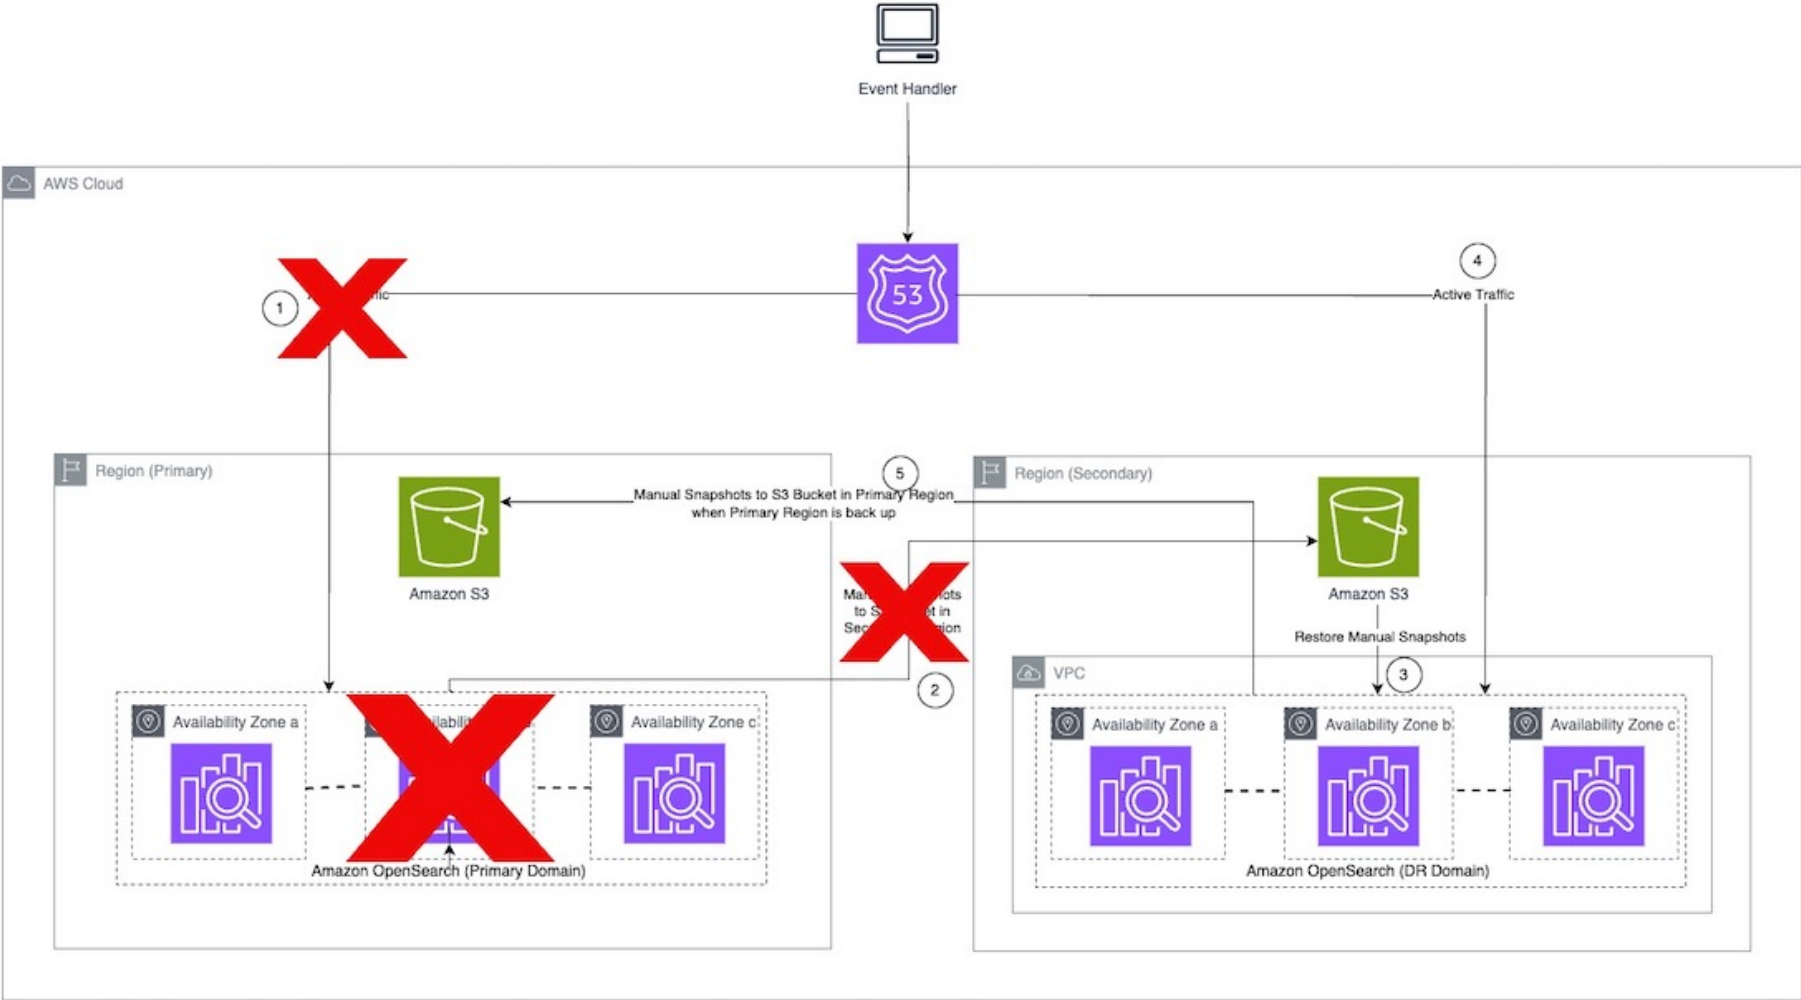 Event Handler
AWS Cloud
53
4
1
Active Traffic
Region (Primary)
5
Region (Secondary)
Manual Snapshots to S3 Bucket in Primary Region
when Primary Region is back up
Amazon S3
Amazon S3
to
in
Restore Manual Snapshots
VPC
3
2
Availability Zone a
Availability Zone c
Availability Zone a
Availability Zone b
Availability Zone c
Amazon OpenSearch (Primary Domain)
Amazon OpenSearch (DR Domain)